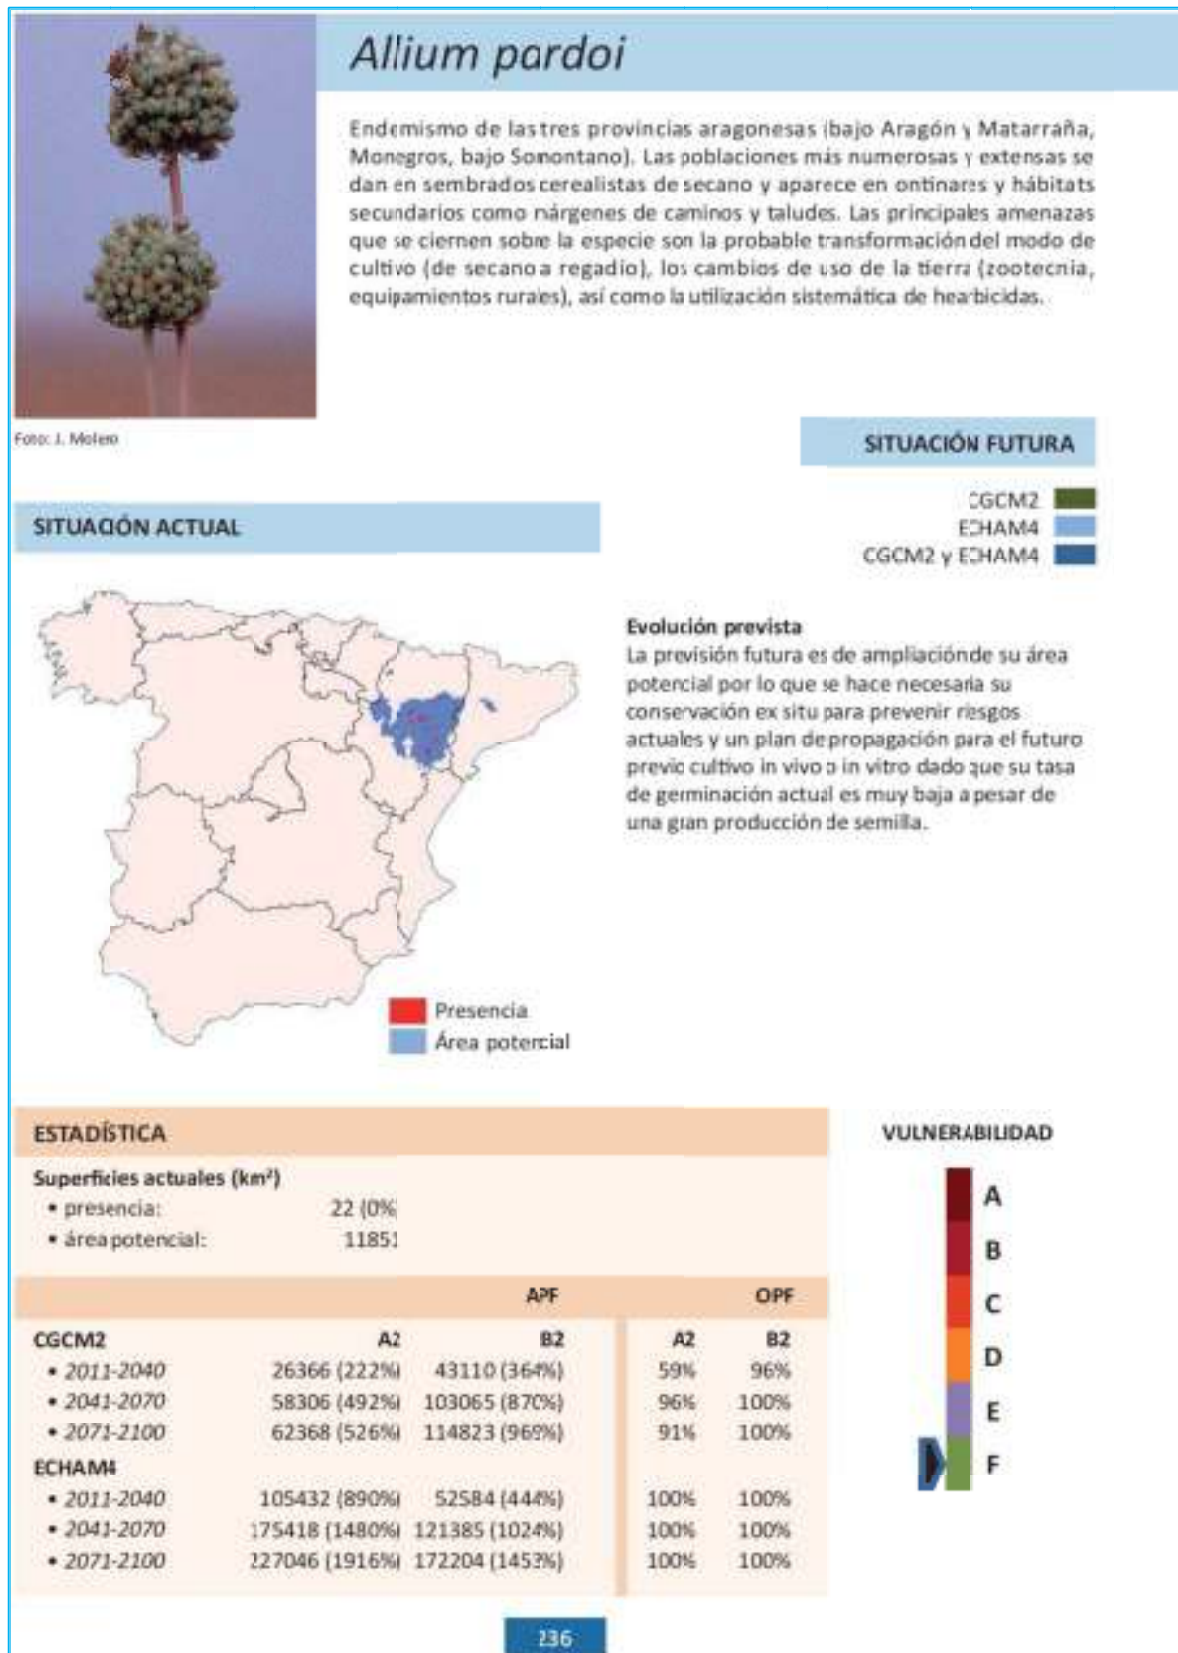 Allium pardoi
Endemismo de las tres provincias aragonesas (bajo Aragón y Matarraña,
Monegros, bajo Somontano). Las poblaciones más numerosas y extensas se
dan en sembrados cerealistas de secano y aparece en ontinares y hábitats
secundarios como márgenes de caminos y taludes. Las principales amenazas
que se ciernen sobre la especie son la probable transformación del modo de
cultivo (de secano a regadio), los cambios de uso de la tierra (zootecnia,
equipamientos rurales), así como la utilización sistemática de hearbicidas.
Foto: J. Molero
SITUACIÓN FUTURA
CGCM2
ECHAM4
CGCM2 y ECHAM4
SITUACIÓN ACTUAL
Evolución prevista
La previsión futura es de ampliación de su área
potencial por lo que se hace necesaria su
conservación ex situ para prevenir riesgos
actuales y un plan de propagación para el futuro
previo cultivo in vivo o in vitro dado que su tasa
de germinación actual es muy baja a pesar de
una gran producción de semilla.
Presencia
Área potencial
ESTADÍSTICA
Superficies actuales (km²)
• presencia: 22 (0%
• área potencial: 11851
APF OPF
CGCM2 A2 B2 A2 B2
• 2011-2040 26366 (222%) 43110 (364%) 59% 96%
• 2041-2070 58306 (492%) 103065 (870%) 96% 100%
• 2071-2100 62368 (526%) 114823 (969%) 91% 100%
ECHAM4
• 2011-2040 105432 (890%) 52584 (444%) 100% 100%
• 2041-2070 175418 (1480%) 121385 (1024%) 100% 100%
• 2071-2100 227046 (1916%) 172204 (1453%) 100% 100%
VULNERABILIDAD
A
B
C
D
E
F
236